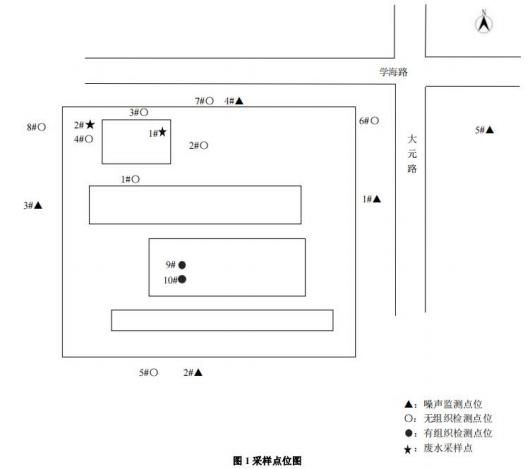 N
学海路
7#○ 4#▲
3#○
8#○
2#★
1#★
6#○
5#▲
4#○
2#○
大元路
1#○
3#▲
1#▲
9#●
10#●
5#○ 2#▲
▲：噪声监测点位
○：无组织检测点位
●：有组织检测点位
★：废水采样点
图 1 采样点位图